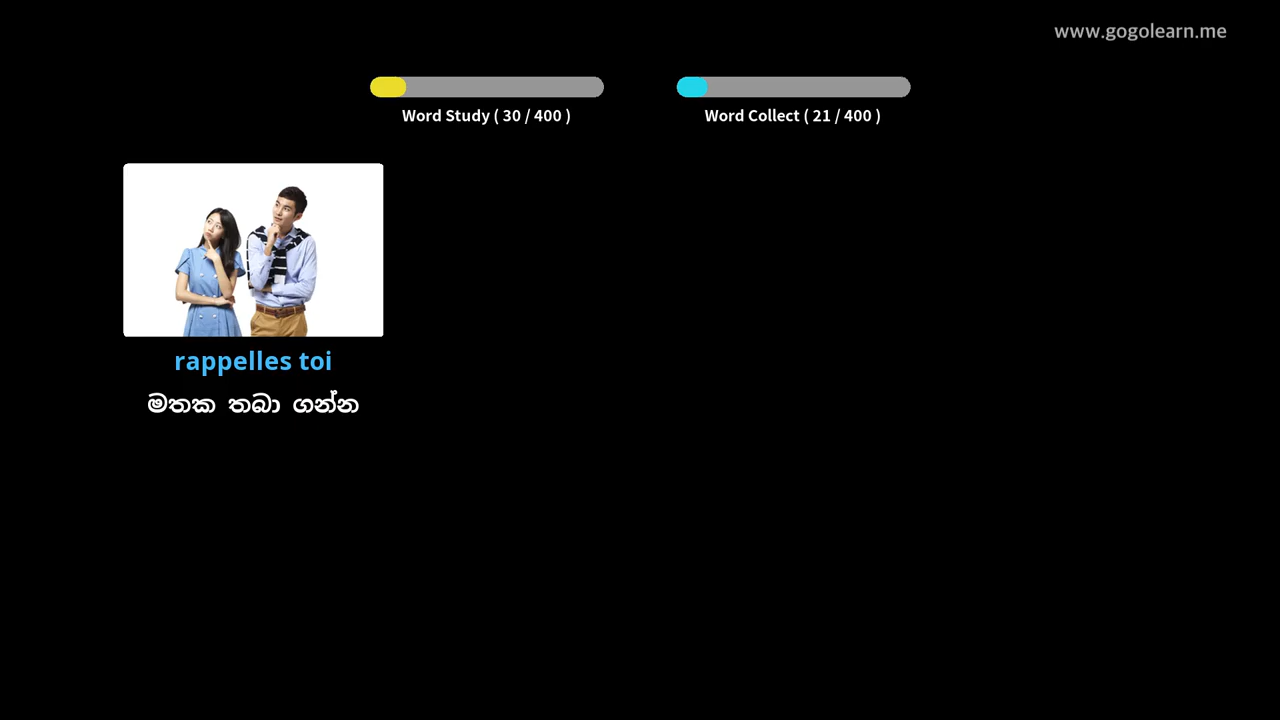 www.gogolearn.me
Word Study ( 30 / 400 )
Word Collect ( 21 / 400 )
rappelles toi
මතක තබා ගන්න